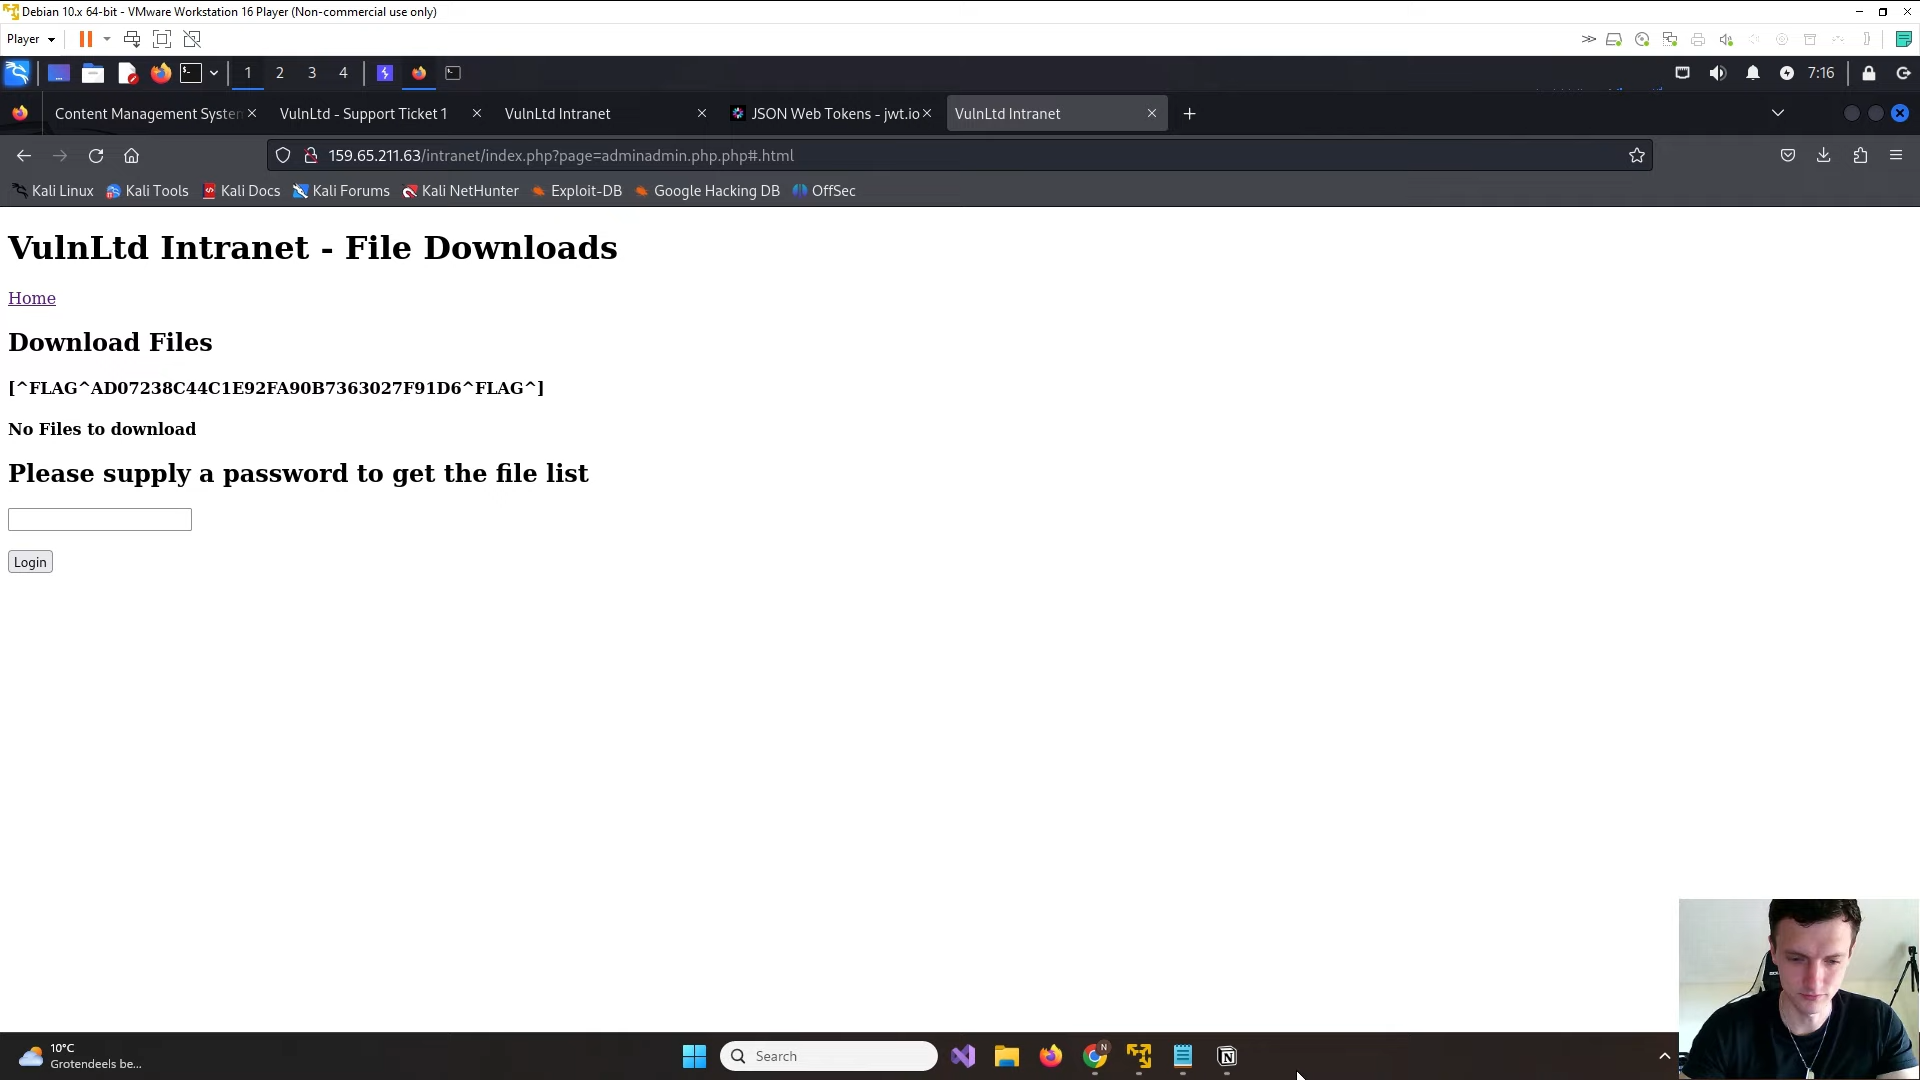 Debian 10.x 64-bit - VMware Workstation 16 Player (Non-commercial use only)
Player
1 2 3 4
7:16
Content Management System
VulnLtd - Support Ticket 1
VulnLtd Intranet
JSON Web Tokens - jwt.io
VulnLtd Intranet
159.65.211.63/intranet/index.php?page=adminadmin.php.php#.html
Kali Linux
Kali Tools
Kali Docs
Kali Forums
Kali NetHunter
Exploit-DB
Google Hacking DB
OffSec
VulnLtd Intranet - File Downloads
Home
Download Files
[^FLAG^AD07238C44C1E92FA90B7363027F91D6^FLAG^]
No Files to download
Please supply a password to get the file list
Login
10°C
Grotendeels be...
Search
N